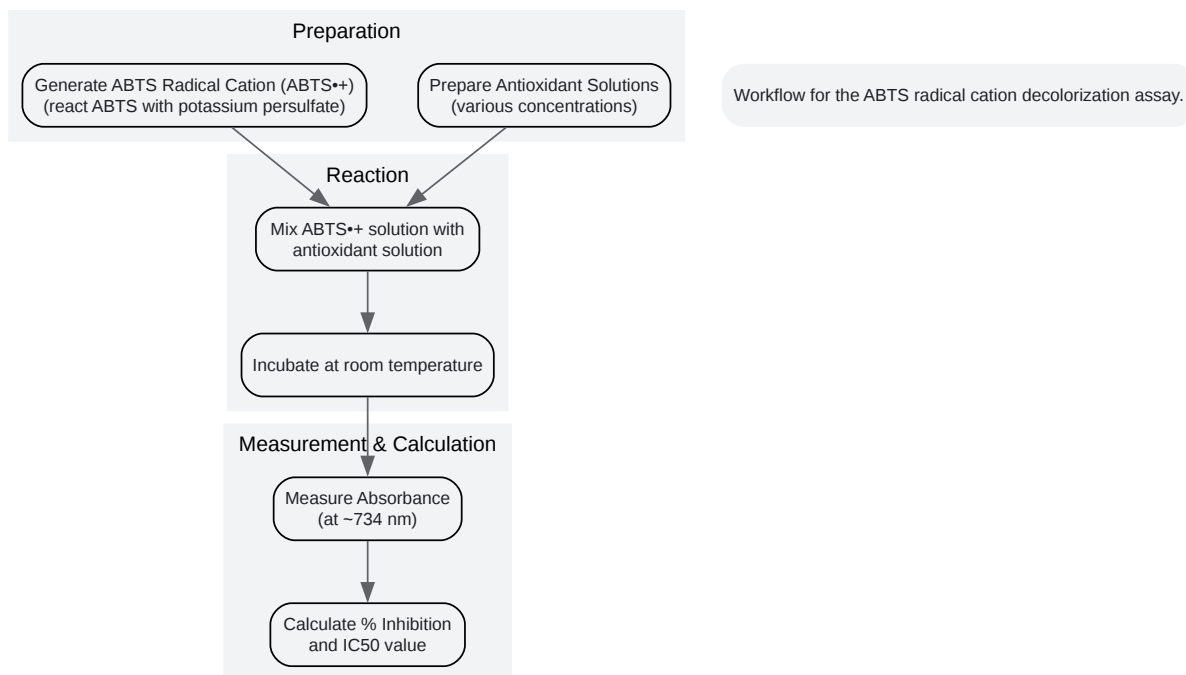 Preparation
Generate ABTS Radical Cation (ABTS•+)
(react ABTS with potassium persulfate)
Prepare Antioxidant Solutions
(various concentrations)
Workflow for the ABTS radical cation decolorization assay.
Reaction
Mix ABTS•+ solution with
antioxidant solution
Incubate at room temperature
Measurement & Calculation
Measure Absorbance
(at ~734 nm)
Calculate % Inhibition
and IC50 value